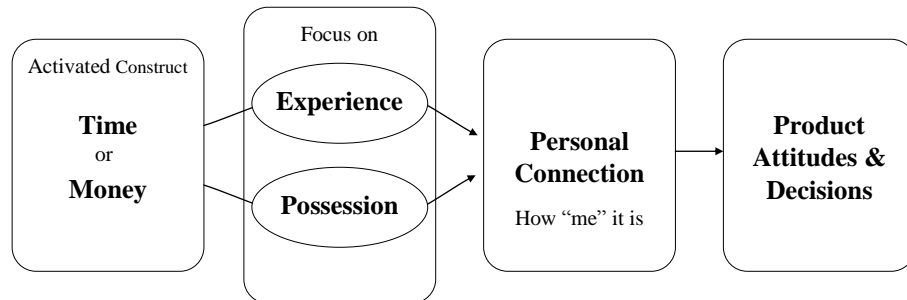 Activated Construct
Time
or
Money
Focus on
Experience
Possession
Personal
Connection
How “me” it is
Product
Attitudes &
Decisions